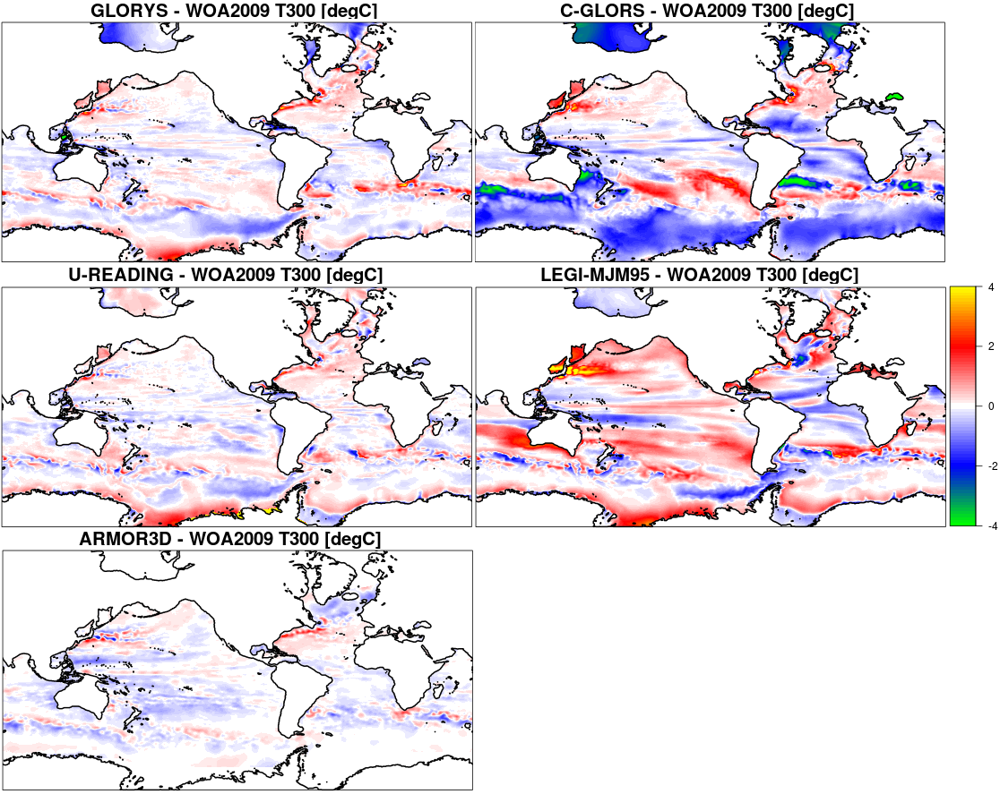 GLORYS - WOA2009 T300 [degC]
C-GLORS - WOA2009 T300 [degC]
U-READING - WOA2009 T300 [degC]
LEGI-MJM95 - WOA2009 T300 [degC]
4
2
0
-2
-4
ARMOR3D - WOA2009 T300 [degC]